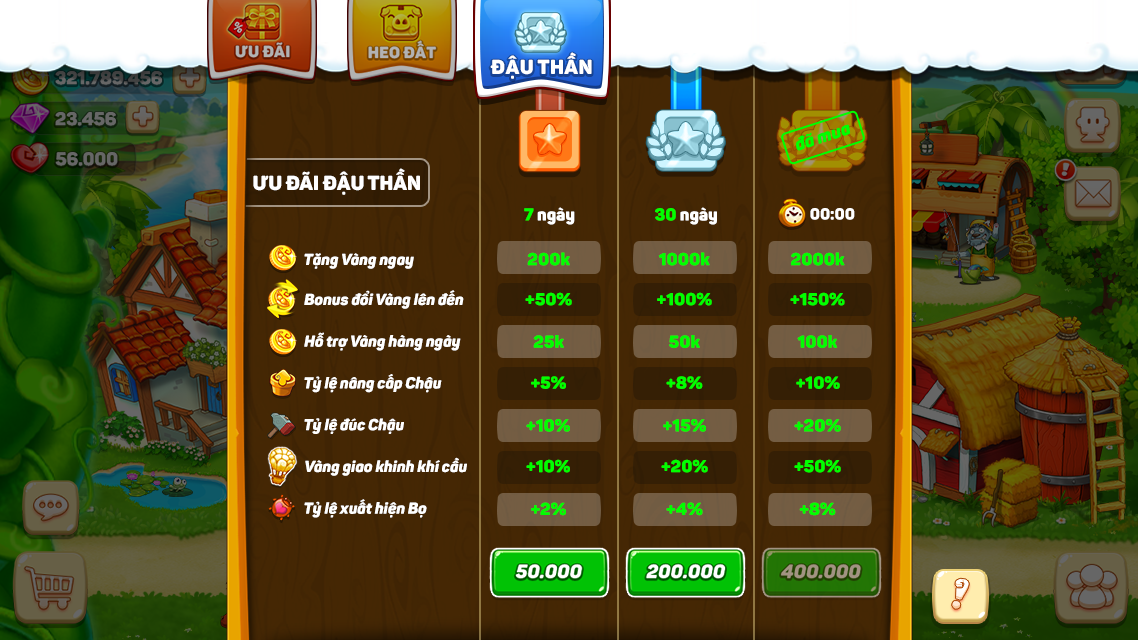 %
ƯU ĐÃI
HEO ĐẤT
ĐẬU THẦN
321.789.456
23.456
56.000
đã mua
ƯU ĐÃI ĐẬU THẦN
7 ngày
30 ngày
00:00
Tặng Vàng ngay
200k
1000k
2000k
Bonus đổi Vàng lên đến
+50%
+100%
+150%
Hỗ trợ Vàng hàng ngày
25k
50k
100k
Tỷ lệ nâng cấp Chậu
+5%
+8%
+10%
Tỷ lệ đúc Chậu
+10%
+15%
+20%
Vàng giao khinh khí cầu
+10%
+20%
+50%
Tỷ lệ xuất hiện Bọ
+2%
+4%
+8%
50.000
200.000
400.000